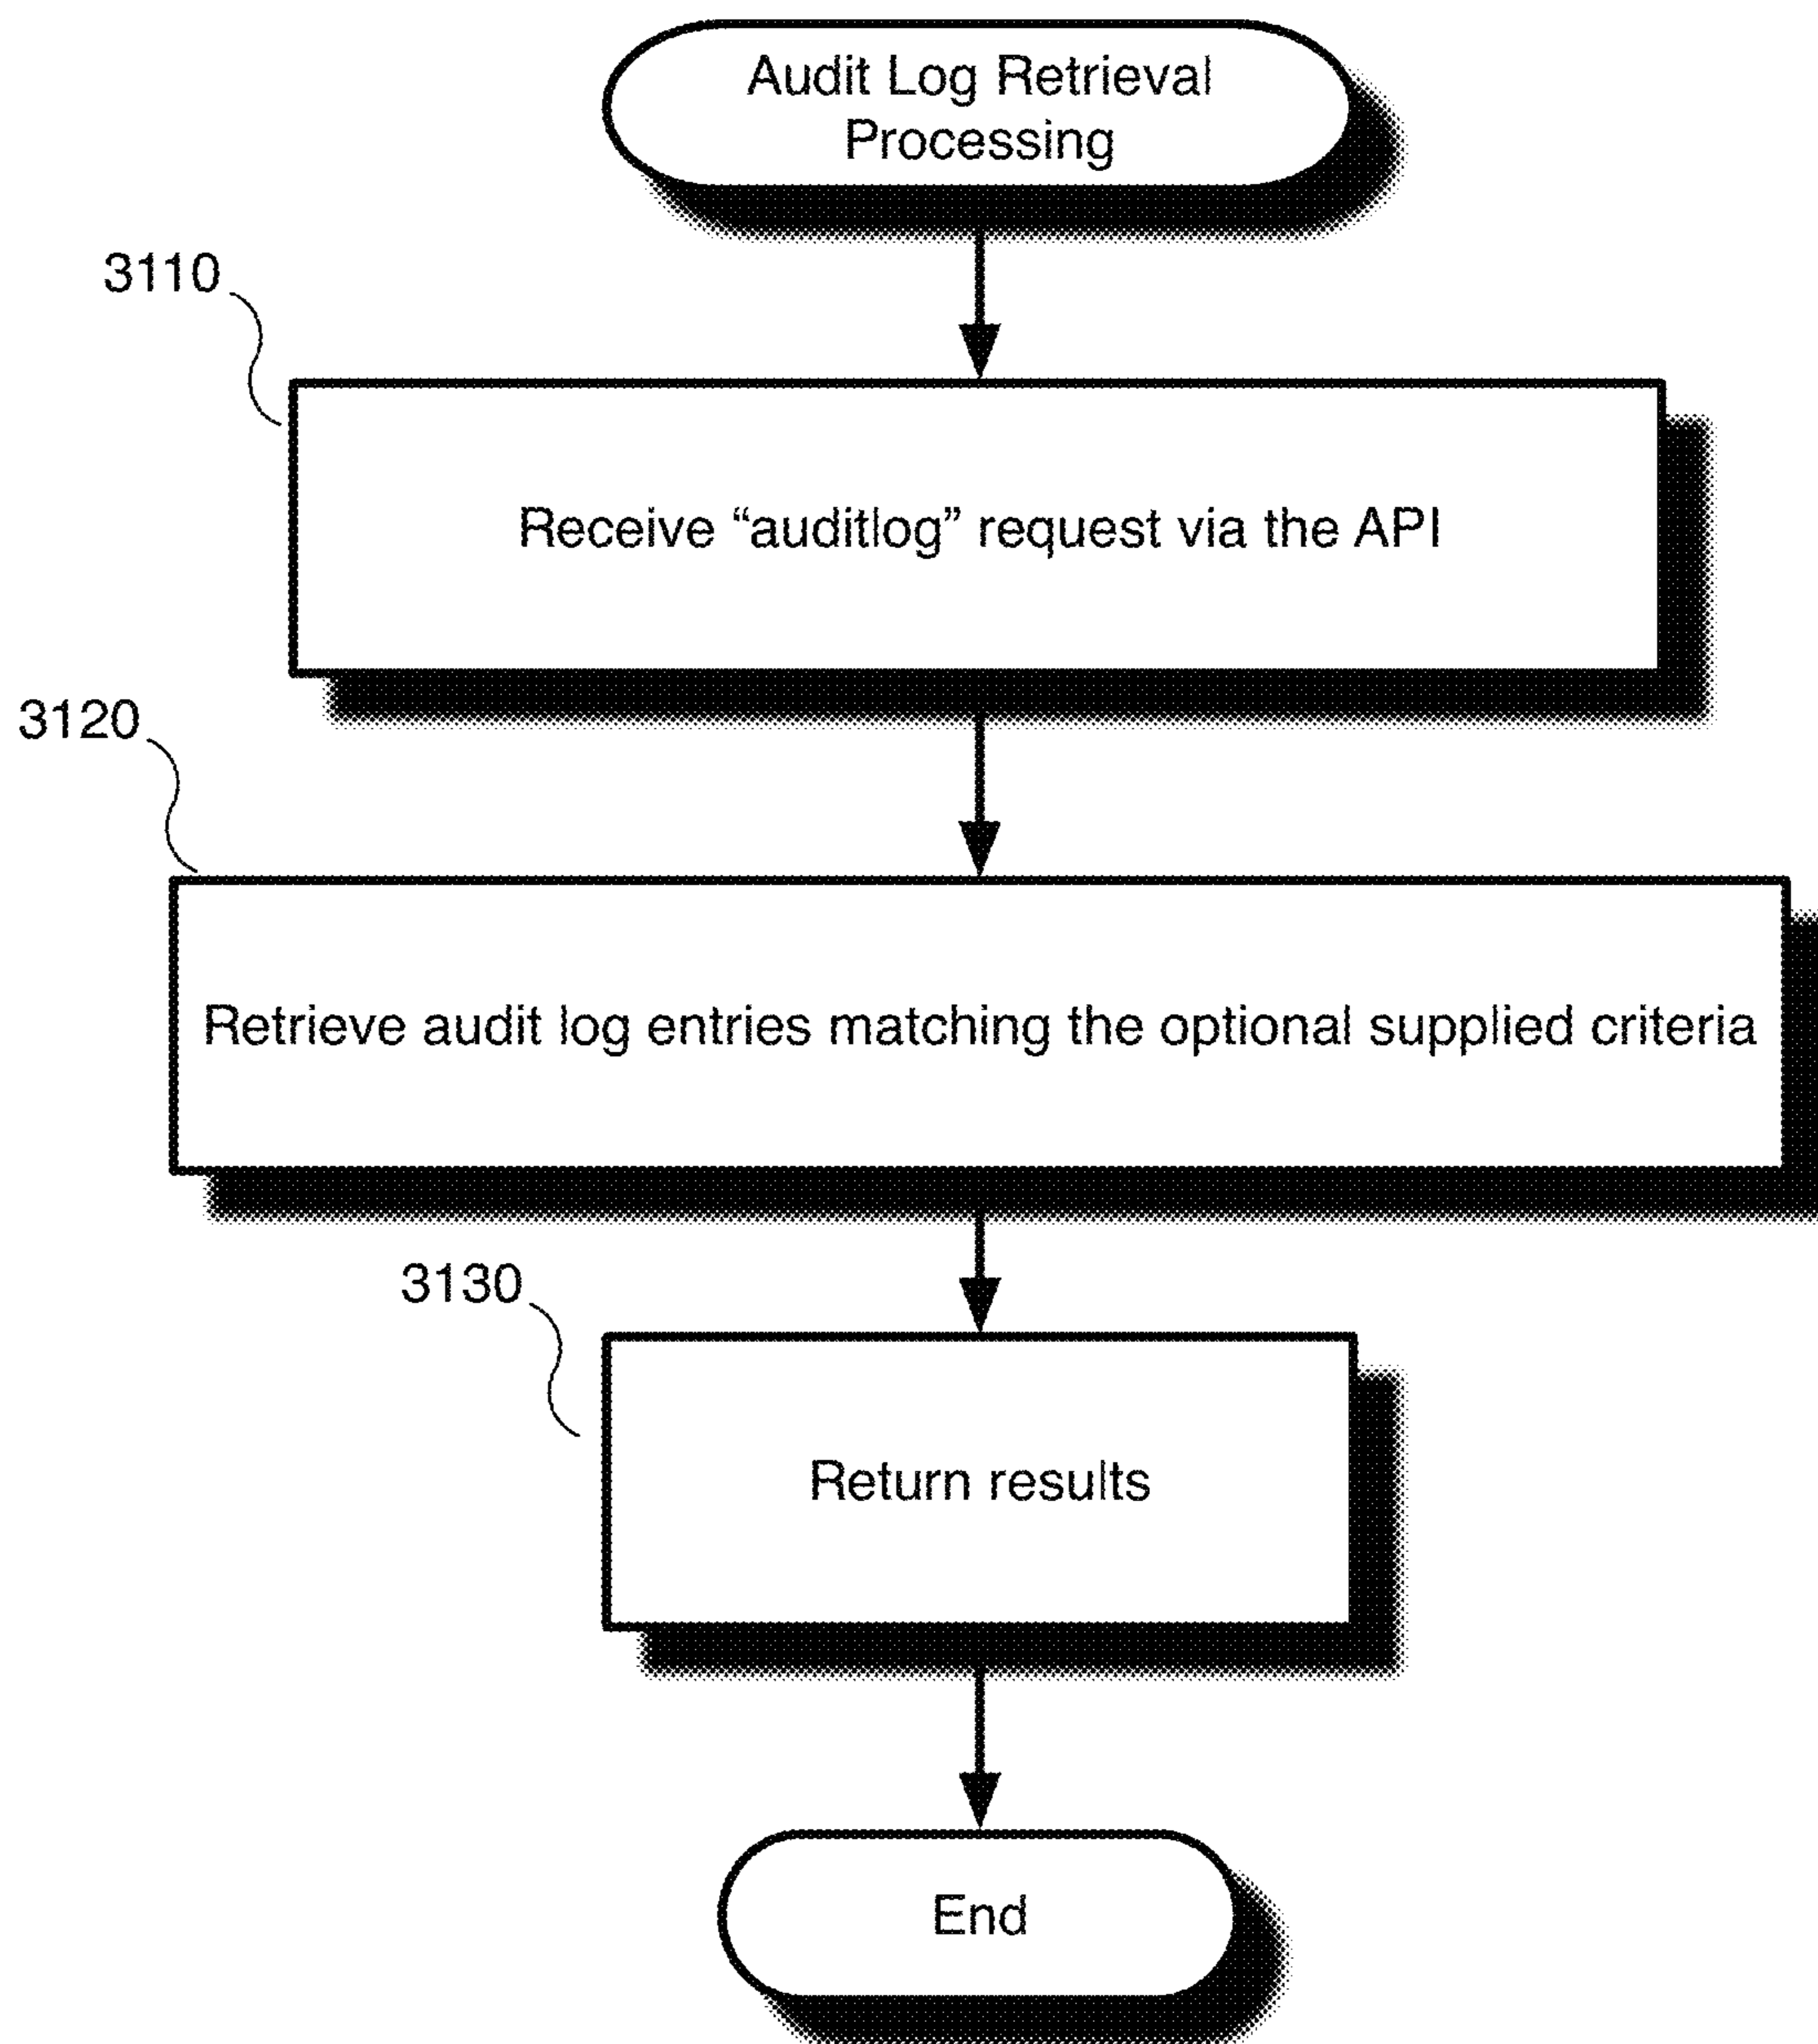 Audit Log Retrieval
Processing
3110
Receive “auditlog” request via the API
3120
Retrieve audit log entries matching the optional supplied criteria
3130
Return results
End